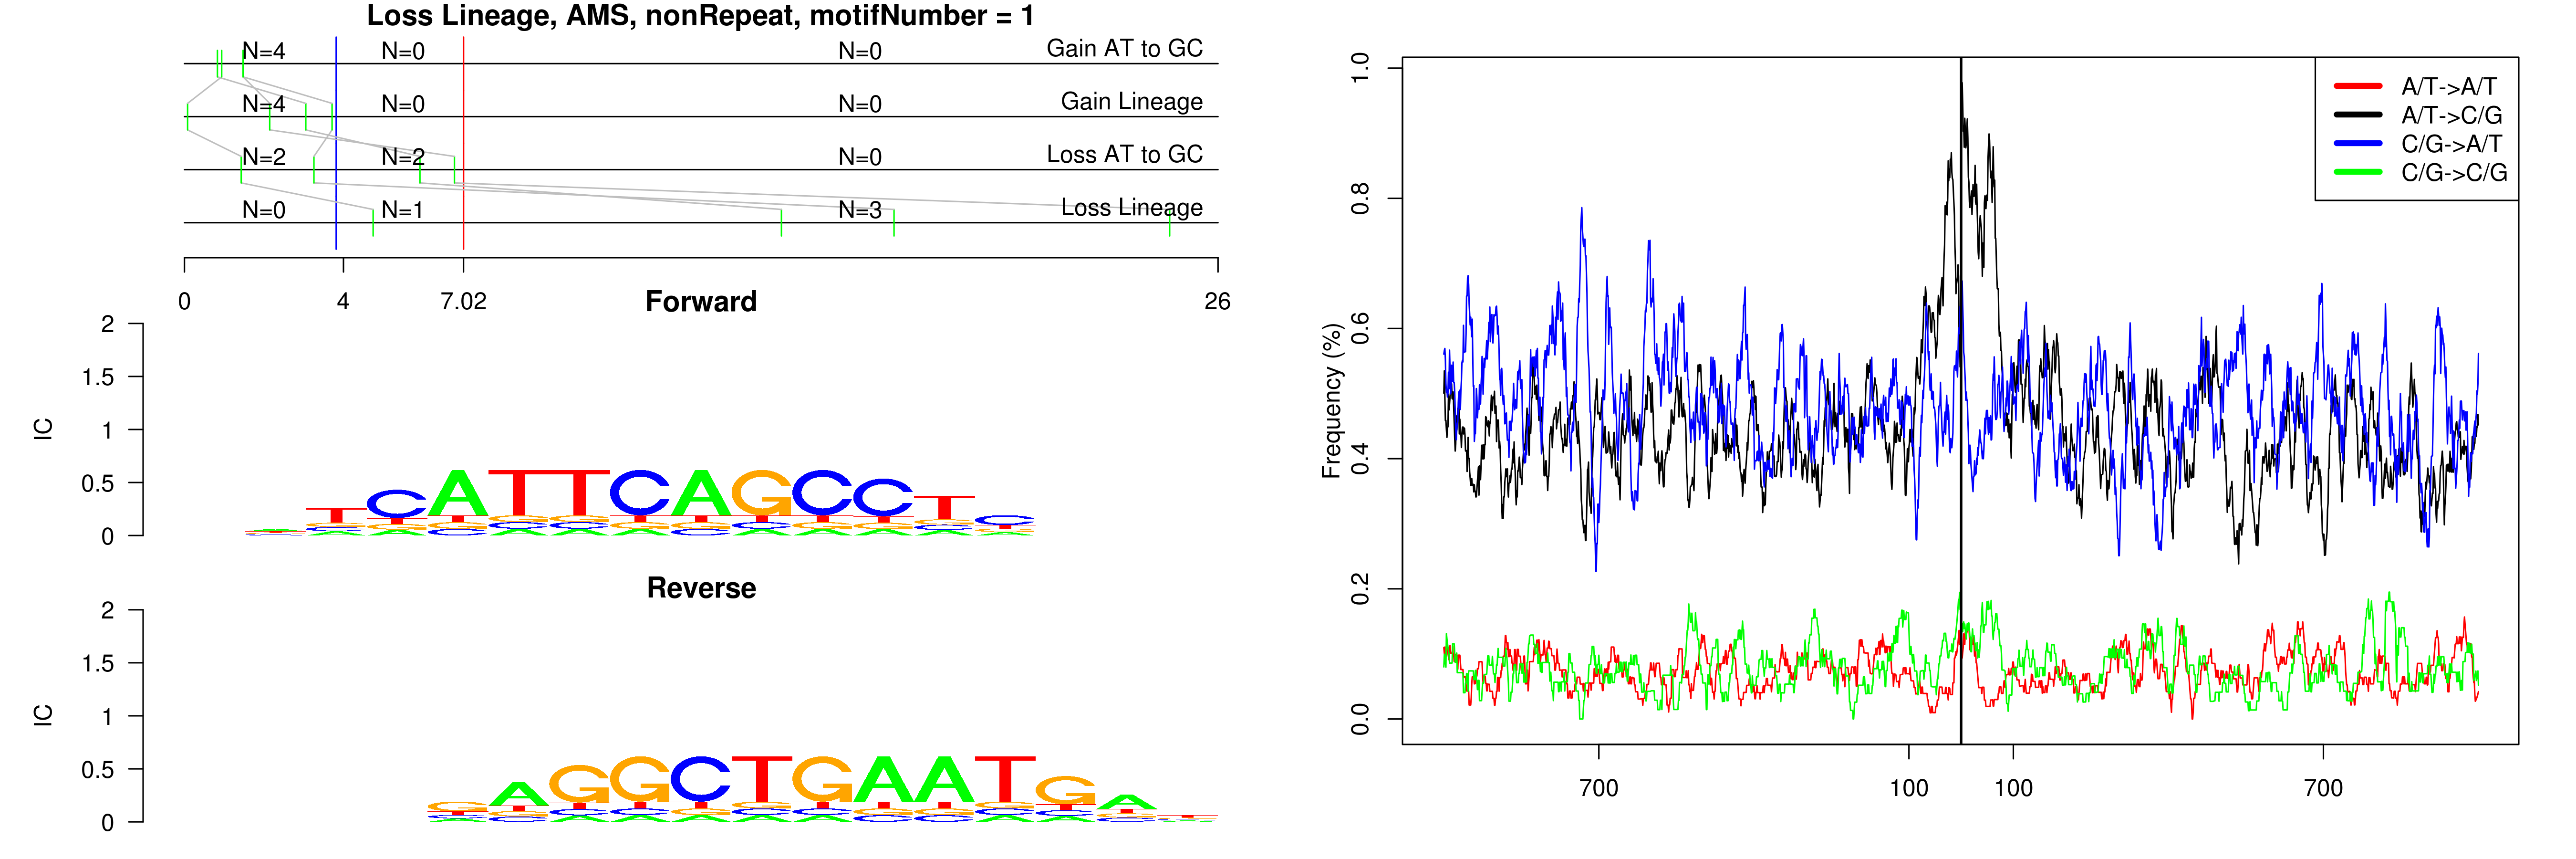 Loss Lineage, AMS, nonRepeat, motifNumber = 1
N=4 N=0 N=0 Gain AT to GC
N=4 N=0 N=0 Gain Lineage
N=2 N=2 N=0 Loss AT to GC
N=0 N=1 N=3 Loss Lineage
0 4 7.02 26
Forward
IC
2
1.5
1
0.5
0
TCATTCAGCCTC
Reverse
IC
2
1.5
1
0.5
0
GAGGCTGAATGA
Frequency (%)
1.0
0.8
0.6
0.4
0.2
0.0
700 100 100 700
A/T->A/T
A/T->C/G
C/G->A/T
C/G->C/G